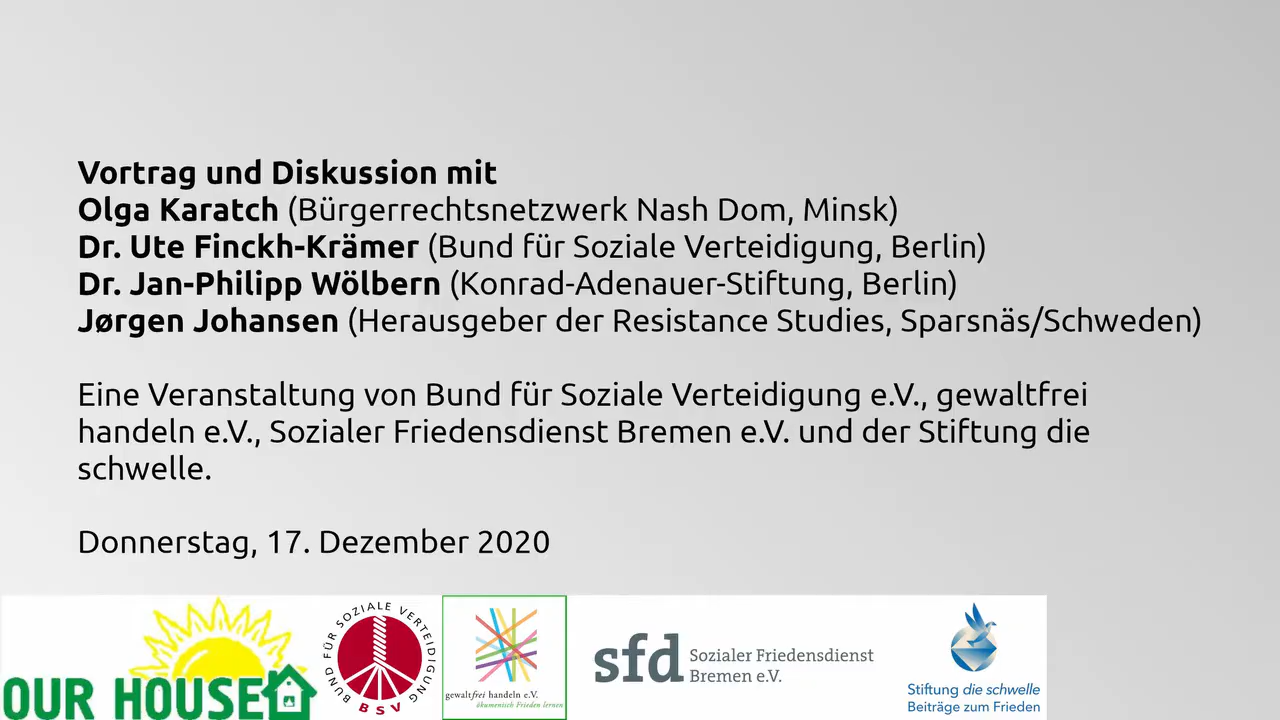 Vortrag und Diskussion mit
Olga Karatch (Bürgerrechtsnetzwerk Nash Dom, Minsk)
Dr. Ute Finckh-Krämer (Bund für Soziale Verteidigung, Berlin)
Dr. Jan-Philipp Wölbern (Konrad-Adenauer-Stiftung, Berlin)
Jørgen Johansen (Herausgeber der Resistance Studies, Sparsnäs/Schweden)
Eine Veranstaltung von Bund für Soziale Verteidigung e.V., gewaltfrei
handeln e.V., Sozialer Friedensdienst Bremen e.V. und der Stiftung die
schwelle.
Donnerstag, 17. Dezember 2020
OUR HOUSE
BUND FÜR SOZIALE VERTEIDIGUNG
BSV
gewaltfrei handeln e.V.
ökumenisch Frieden lernen
sfd
Sozialer Friedensdienst
Bremen e.V.
Stiftung die schwelle
Beiträge zum Frieden